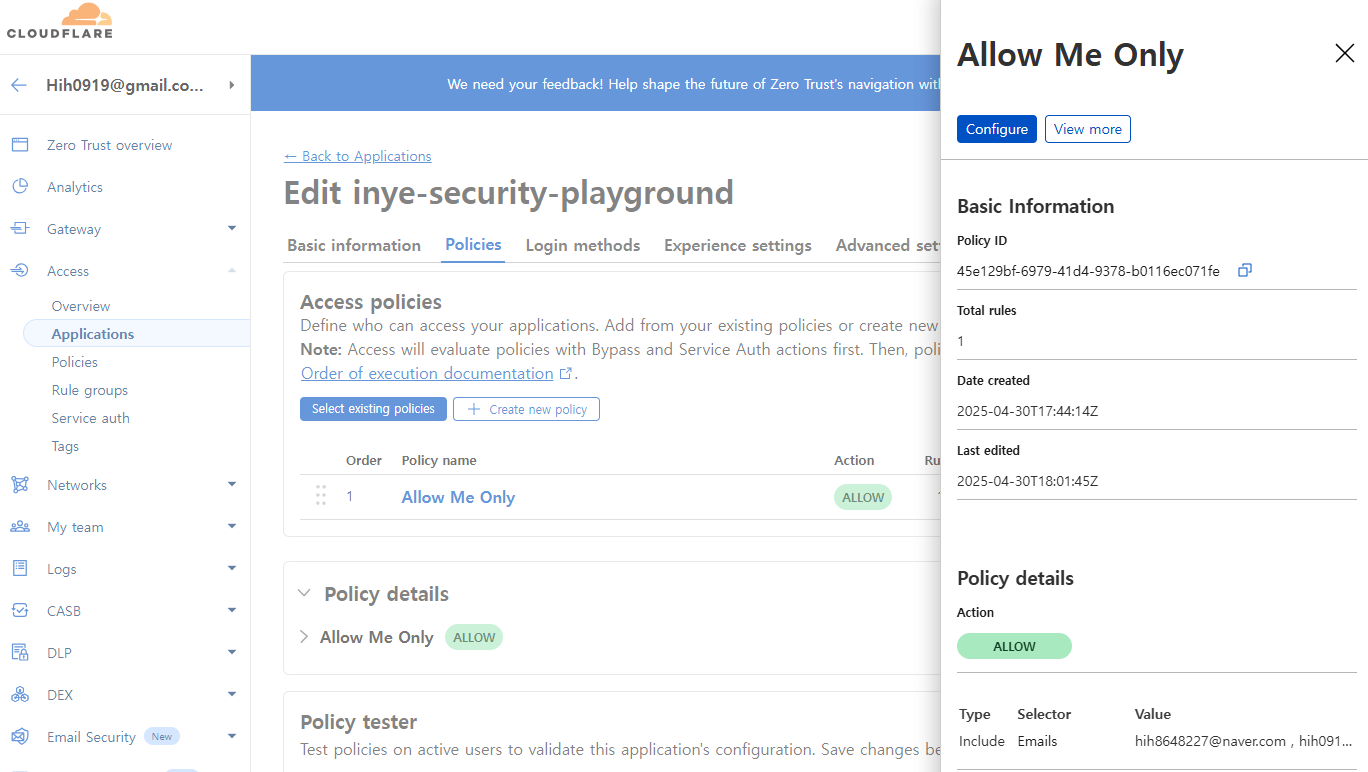 CLOUDFLARE
Hih0919@gmail.co...
Zero Trust overview
Analytics
Gateway
Access
Overview
Applications
Policies
Rule groups
Service auth
Tags
Networks
My team
Logs
CASB
DLP
DEX
Email Security New
We need your feedback! Help shape the future of Zero Trust's navigation wit
← Back to Applications
Edit inye-security-playground
Basic information Policies Login methods Experience settings Advanced set
Access policies
Define who can access your applications. Add from your existing policies or create new
Note: Access will evaluate policies with Bypass and Service Auth actions first. Then, poli
Order of execution documentation .
Select existing policies + Create new policy
Order Policy name Action Ru
1 Allow Me Only ALLOW
Policy details
Allow Me Only ALLOW
Policy tester
Test policies on active users to validate this application's configuration. Save changes be
Allow Me Only
Configure View more
Basic Information
Policy ID
45e129bf-6979-41d4-9378-b0116ec071fe
Total rules
1
Date created
2025-04-30T17:44:14Z
Last edited
2025-04-30T18:01:45Z
Policy details
Action
ALLOW
Type Selector Value
Include Emails hih8648227@naver.com , hih091...